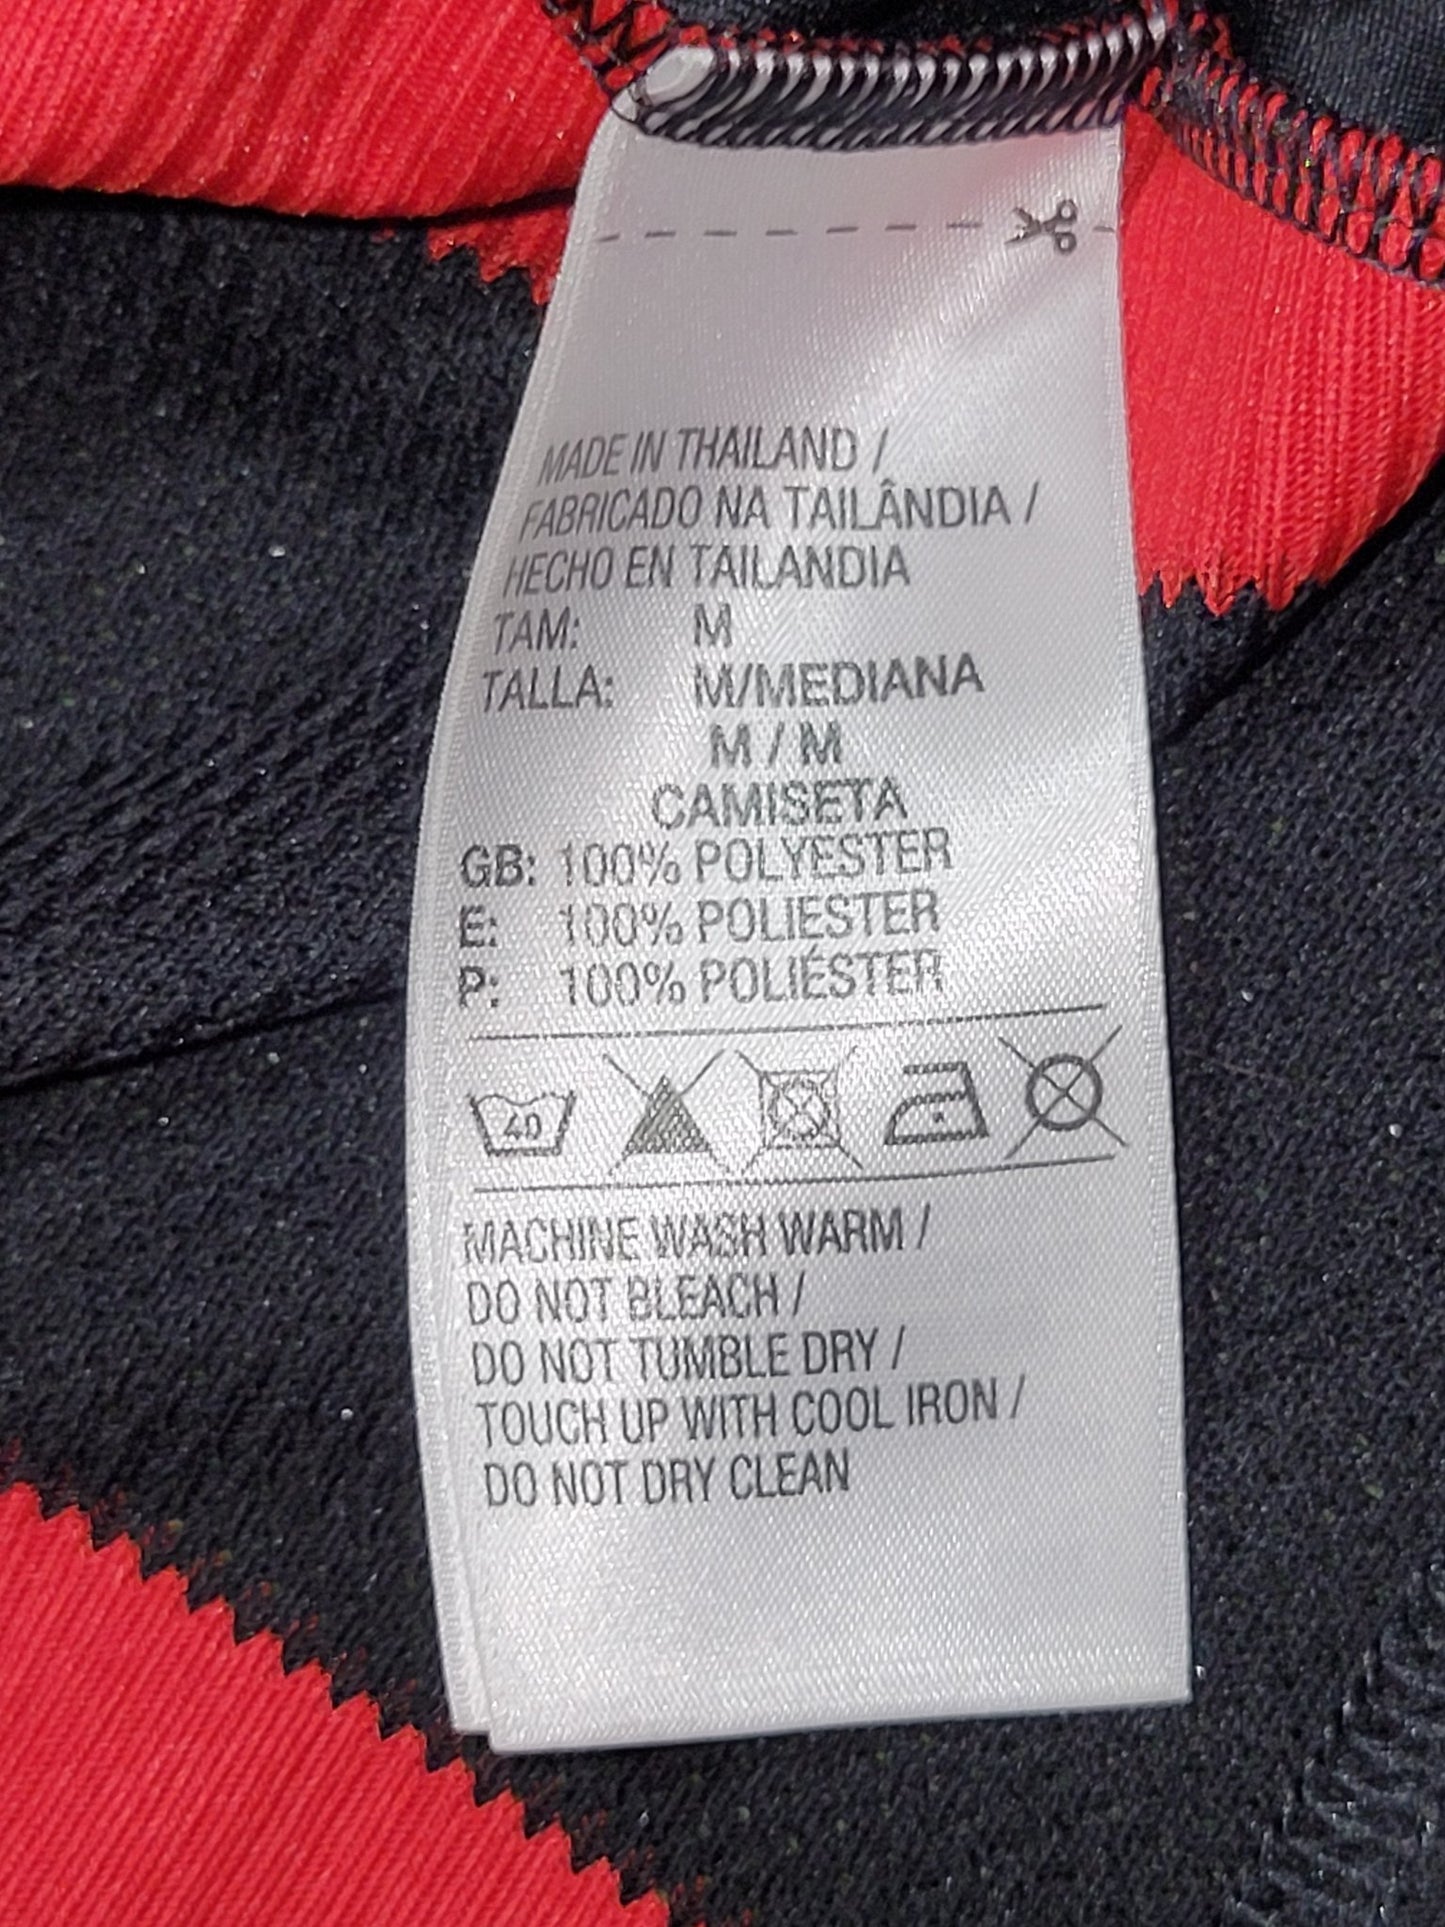 MADE IN THAILAND /
FABRICADO NA TAILÂNDIA /
HECHO EN TAILANDIA
TAM: M
TALLA: M/MEDIANA
M / M
CAMISETA
GB: 100% POLYESTER
E: 100% POLIESTER
P: 100% POLIÉSTER
40
MACHINE WASH WARM /
DO NOT BLEACH /
DO NOT TUMBLE DRY /
TOUCH UP WITH COOL IRON /
DO NOT DRY CLEAN